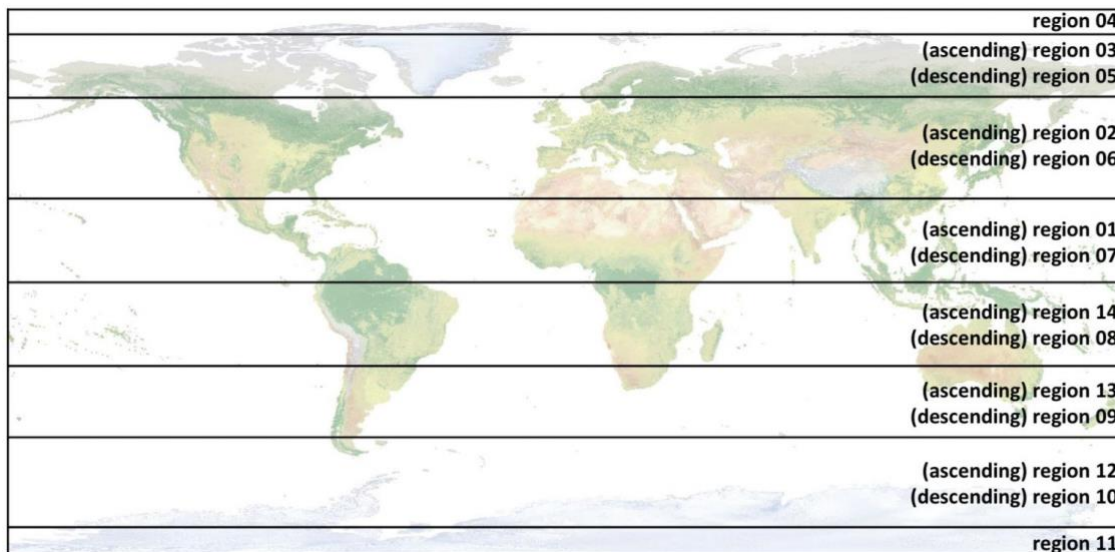 region 04
(ascending) region 03
(descending) region 05
(ascending) region 02
(descending) region 06
(ascending) region 01
(descending) region 07
(ascending) region 14
(descending) region 08
(ascending) region 13
(descending) region 09
(ascending) region 12
(descending) region 10
region 11